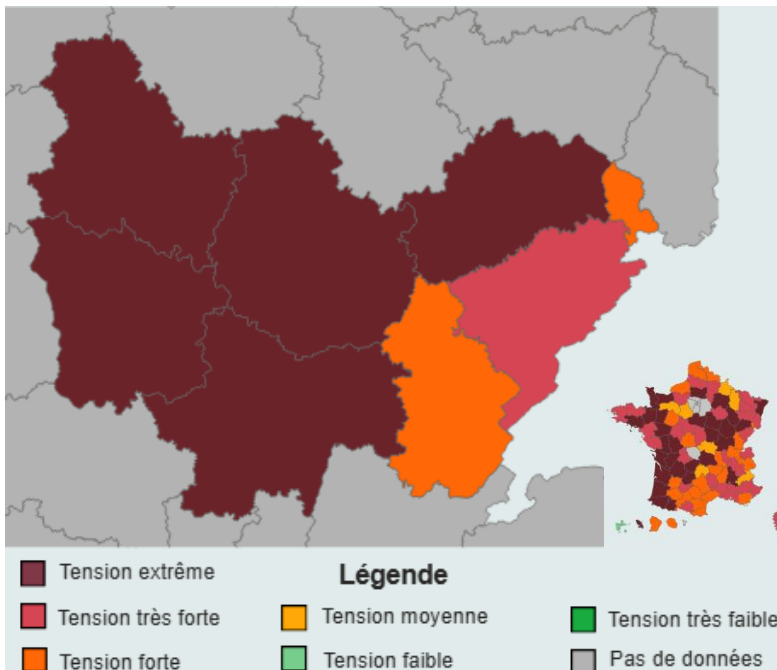 Tension extrême
Légende
Tension très forte
Tension moyenne
Tension très faible
Tension forte
Tension faible
Pas de données